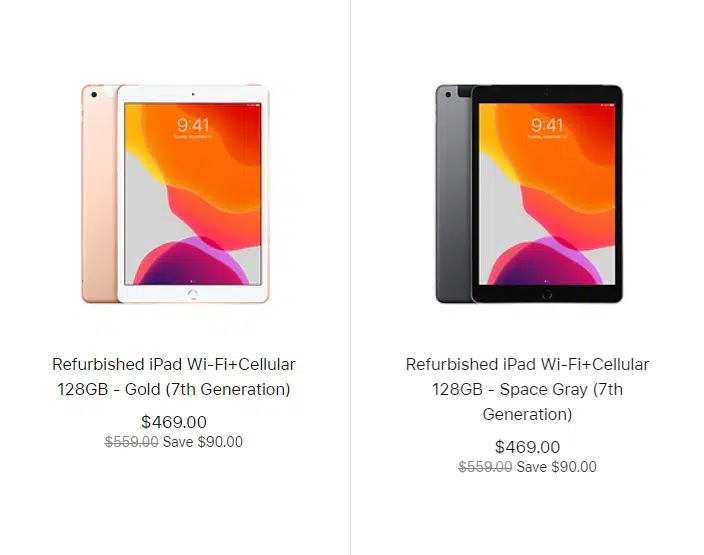 9:41
Refurbished iPad Wi-Fi+Cellular
128GB - Gold (7th Generation)
$469.00
$559.00 Save $90.00
9:41
Refurbished iPad Wi-Fi+Cellular
128GB - Space Gray (7th
Generation)
$469.00
$559.00 Save $90.00